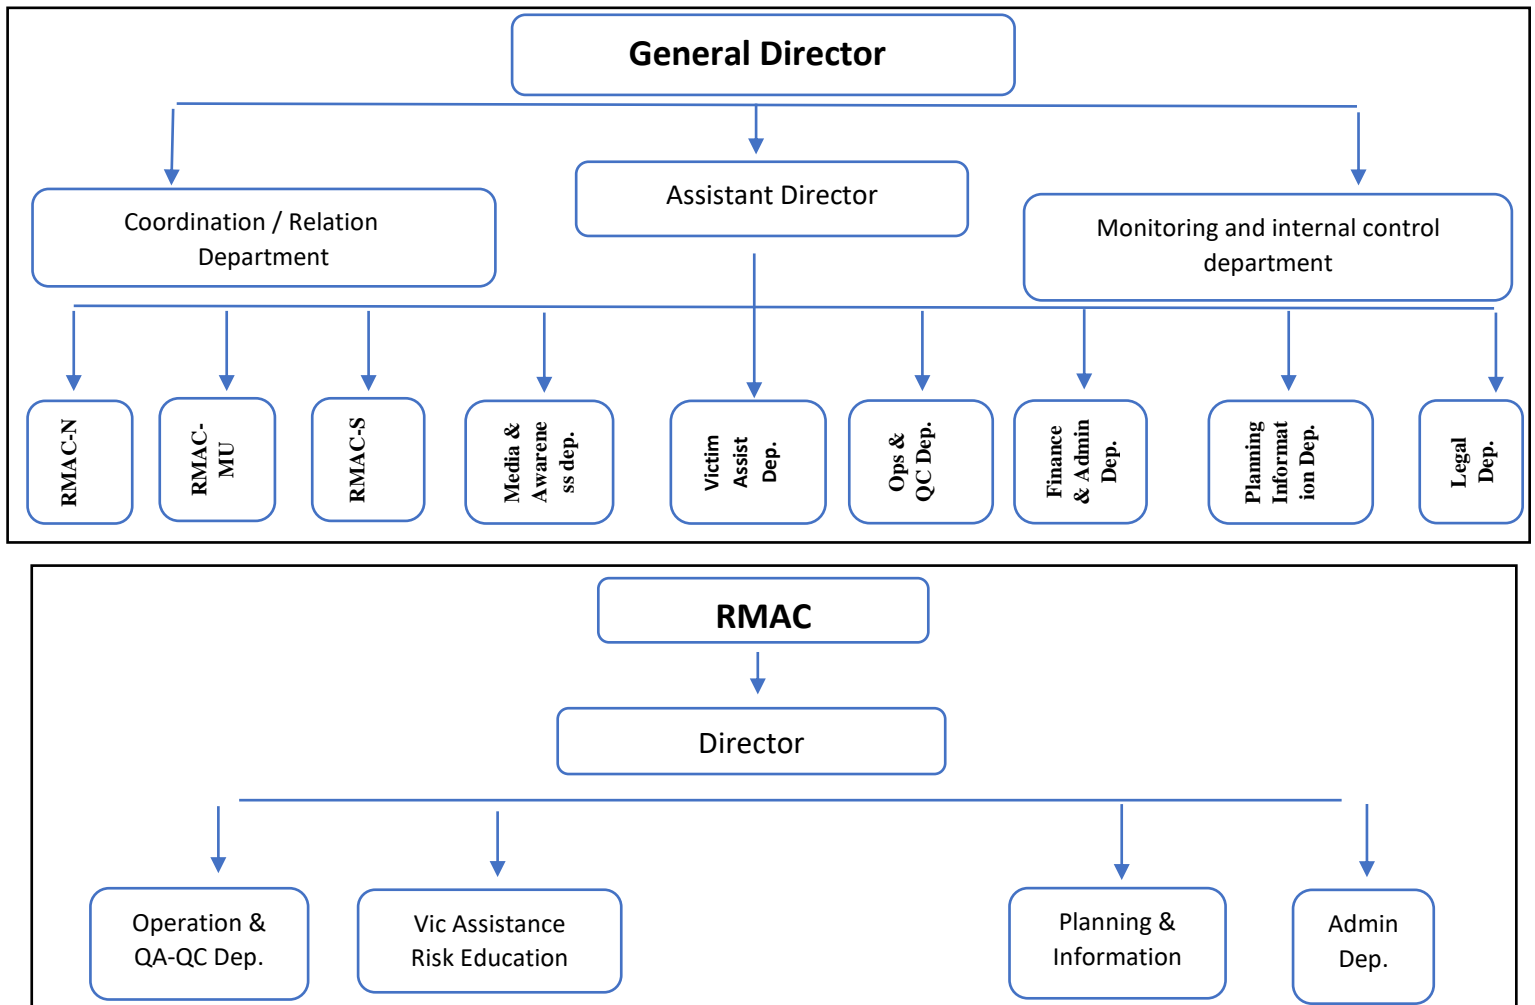 General Director
Assistant Director
Coordination / Relation
Department
Monitoring and internal control
department
RMAC-N
RMAC-
MU
RMAC-S
Media &
Awarene
ss dep.
Victim
Assist
Dep.
Ops &
QC Dep.
Finance
& Admin
Dep.
Planning
Informat
ion Dep.
Legal
Dep.
RMAC
Director
Operation &
QA-QC Dep.
Vic Assistance
Risk Education
Planning &
Information
Admin
Dep.